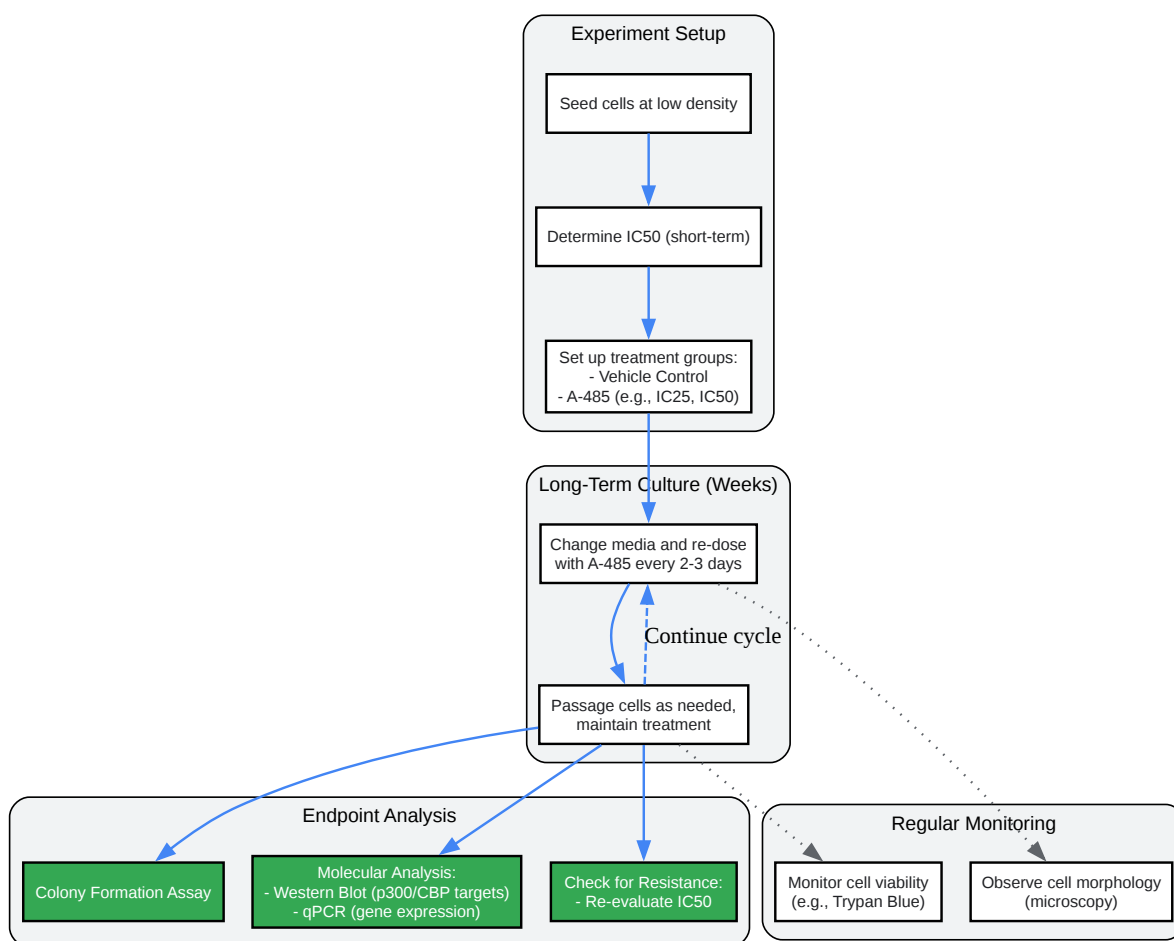 Experiment Setup
Seed cells at low density
Determine IC50 (short-term)
Set up treatment groups:
- Vehicle Control
- A-485 (e.g., IC25, IC50)
Long-Term Culture (Weeks)
Change media and re-dose
with A-485 every 2-3 days
Continue cycle
Passage cells as needed,
maintain treatment
Endpoint Analysis
Colony Formation Assay
Molecular Analysis:
- Western Blot (p300/CBP targets)
- qPCR (gene expression)
Check for Resistance:
- Re-evaluate IC50
Regular Monitoring
Monitor cell viability
(e.g., Trypan Blue)
Observe cell morphology
(microscopy)